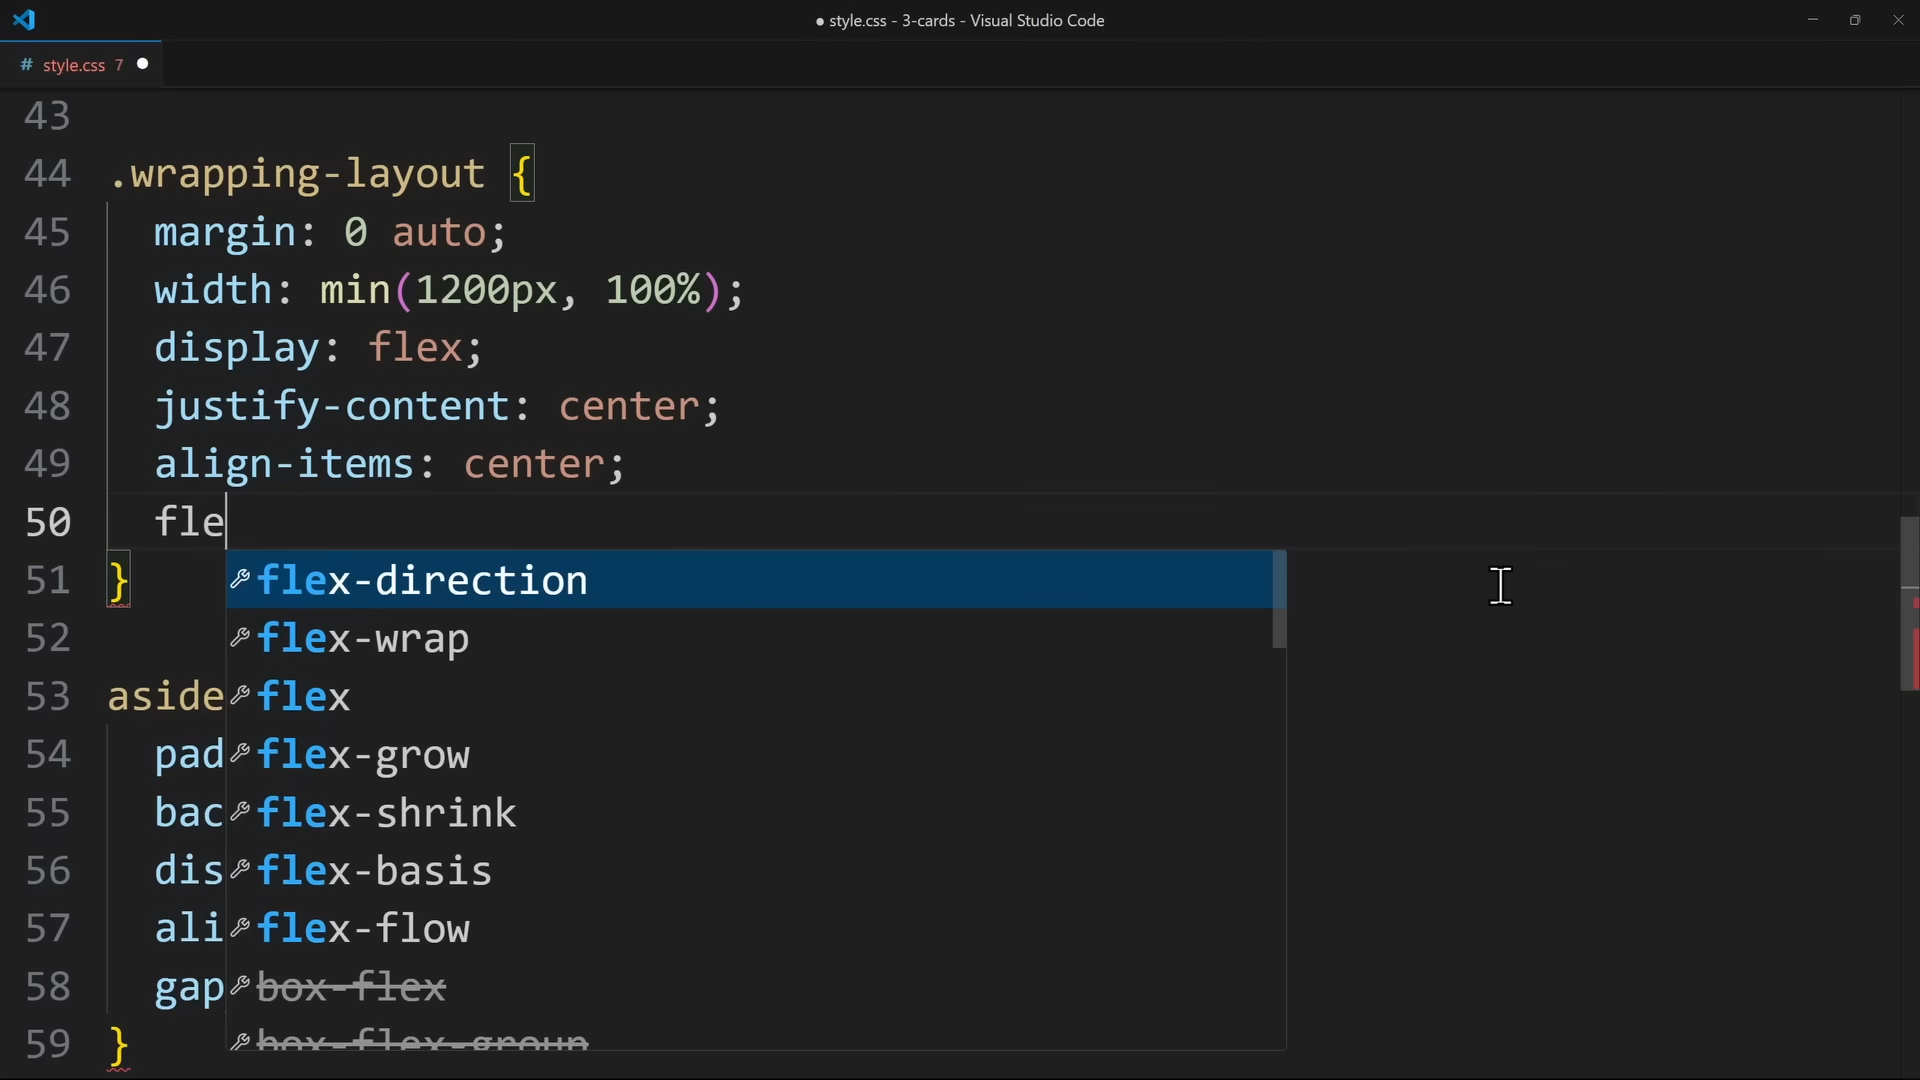 ● style.css - 3-cards - Visual Studio Code
# style.css 7 ●
43
44 .wrapping-layout {
45 margin: 0 auto;
46 width: min(1200px, 100%);
47 display: flex;
48 justify-content: center;
49 align-items: center;
50 fle
51 } flex-direction
52 flex-wrap
53 aside flex
54 pad flex-grow
55 bac flex-shrink
56 dis flex-basis
57 ali flex-flow
58 gap box-flex
59 } box-flex-group